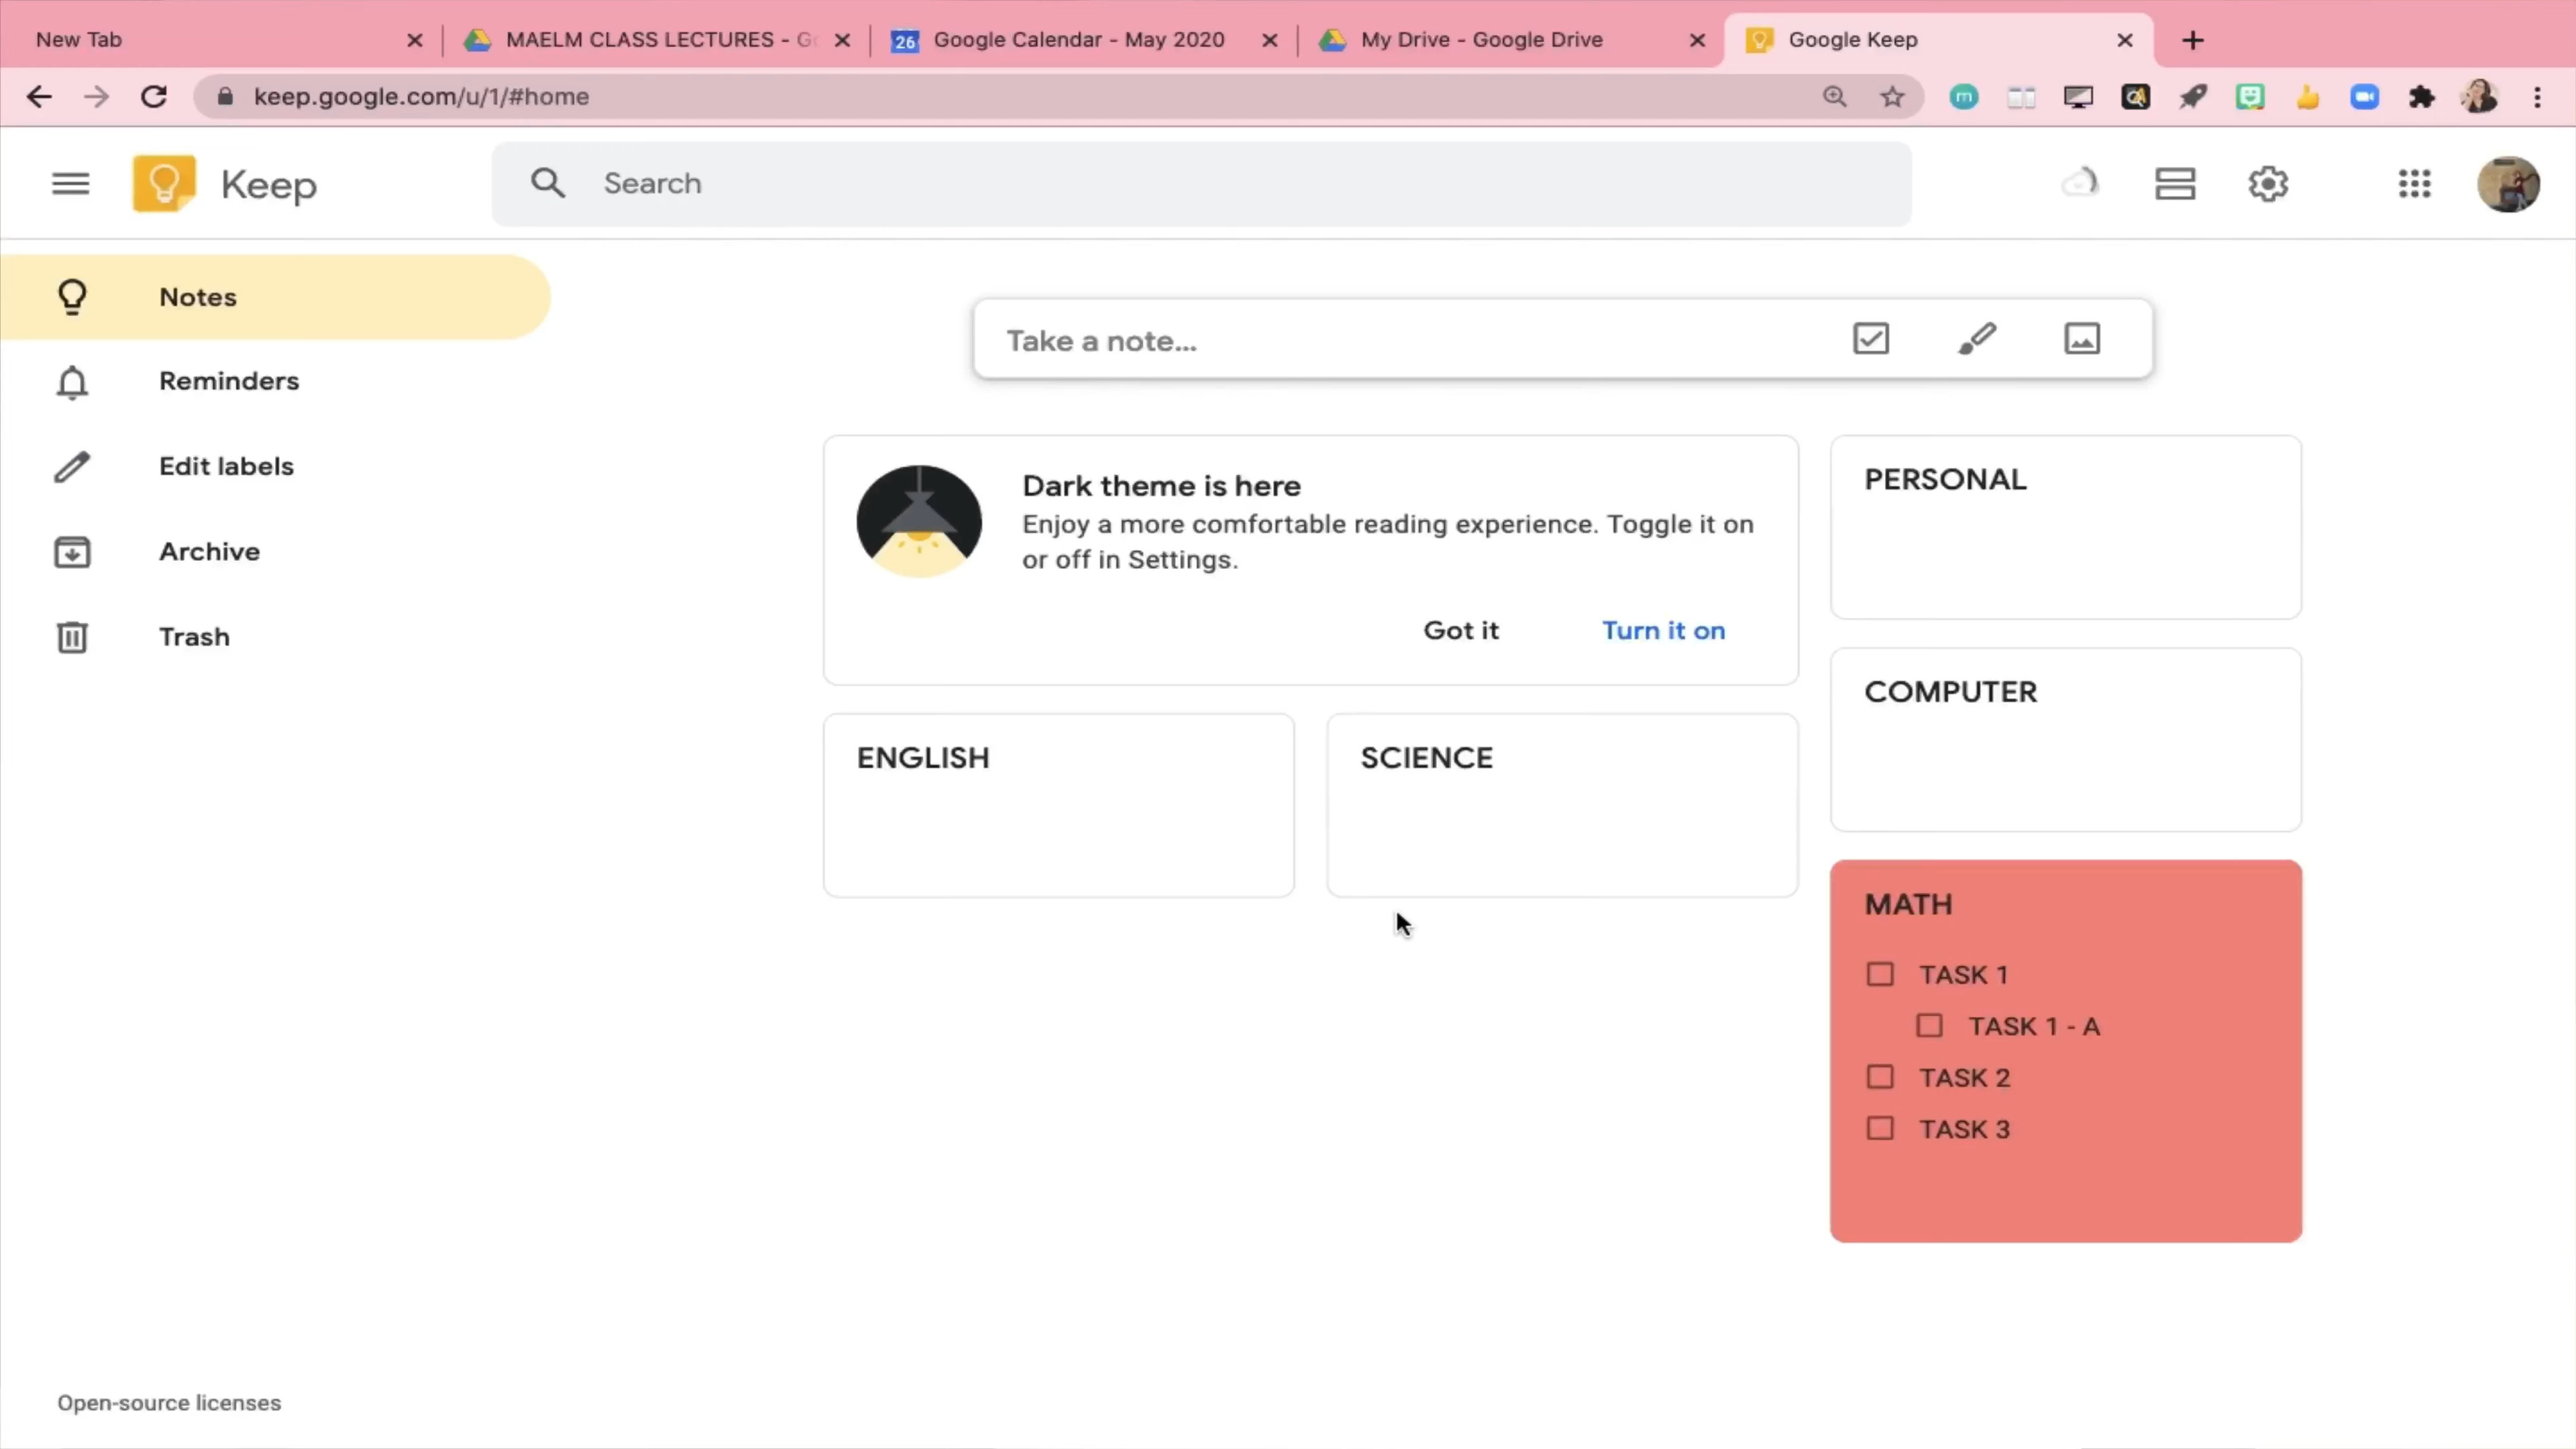 New Tab
MAELM CLASS LECTURES - Go
26
Google Calendar - May 2020
My Drive - Google Drive
Google Keep
keep.google.com/u/1/#home
m
Keep
Search
Notes
Reminders
Edit labels
Archive
Trash
Take a note...
Dark theme is here
Enjoy a more comfortable reading experience. Toggle it on
or off in Settings.
Got it
Turn it on
PERSONAL
COMPUTER
ENGLISH
SCIENCE
MATH
TASK 1
TASK 1 - A
TASK 2
TASK 3
Open-source licenses